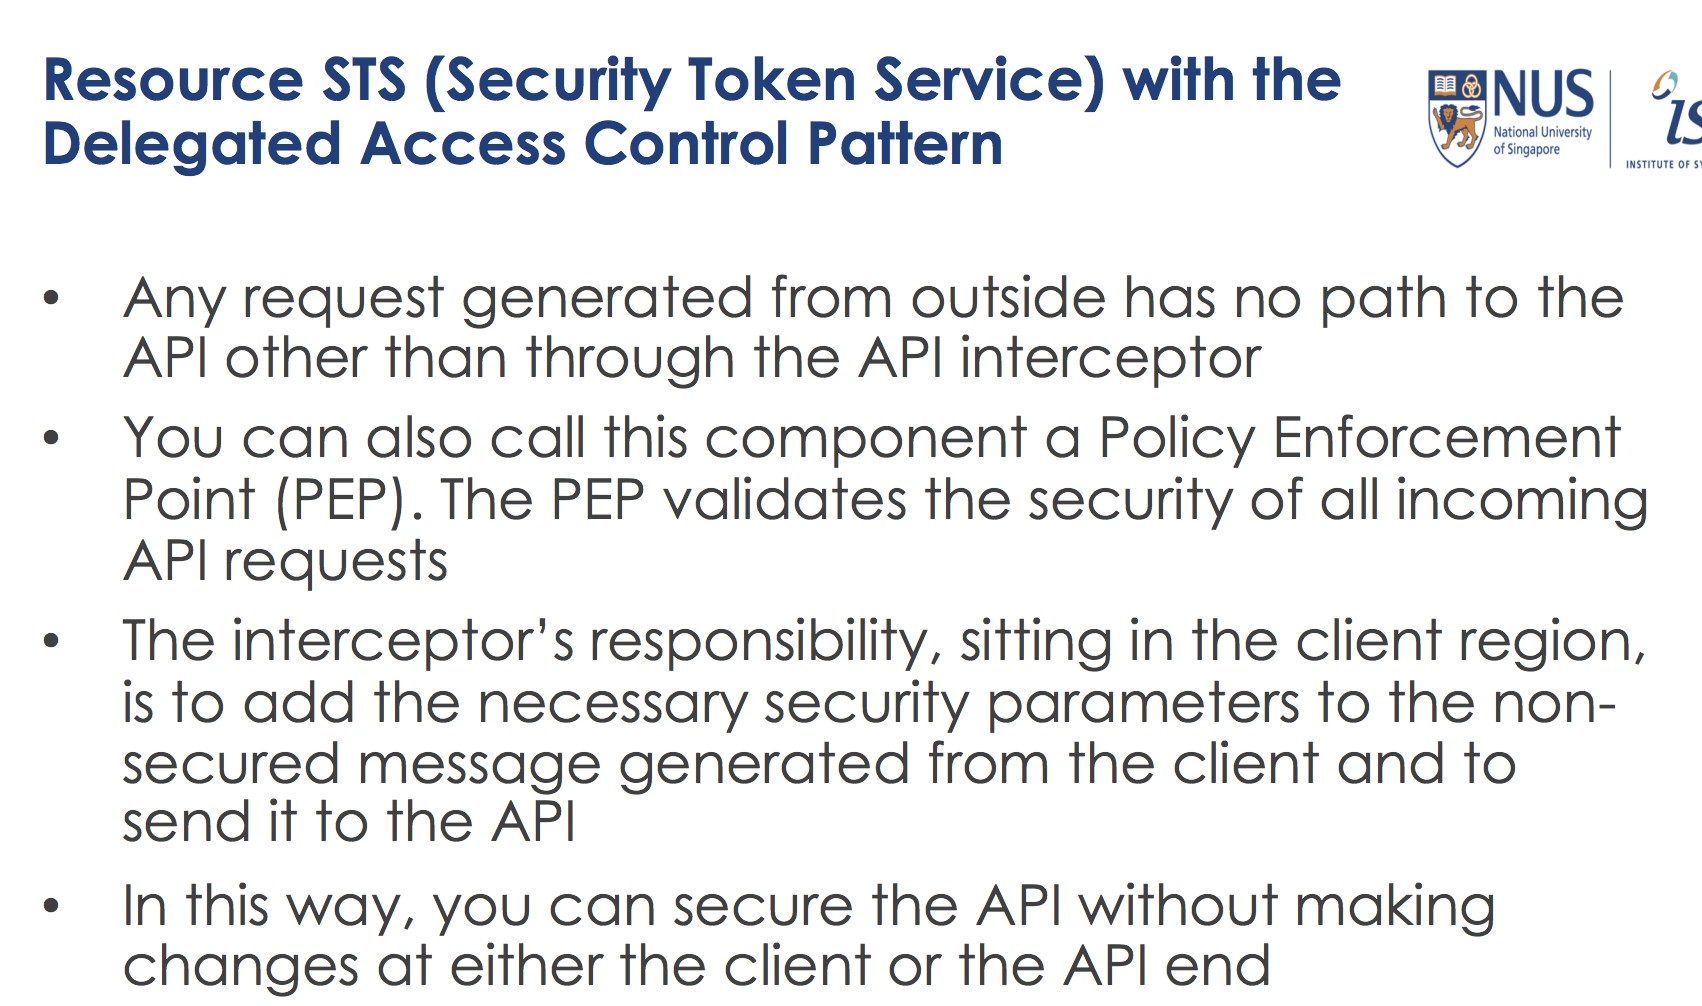 Resource STS (Security Token Service) with the
Delegated Access Control Pattern
NUS
National University
of Singapore
INSTITUTE OF
• Any request generated from outside has no path to the
API other than through the API interceptor
• You can also call this component a Policy Enforcement
Point (PEP). The PEP validates the security of all incoming
API requests
• The interceptor’s responsibility, sitting in the client region,
is to add the necessary security parameters to the non-
secured message generated from the client and to
send it to the API
• In this way, you can secure the API without making
changes at either the client or the API end